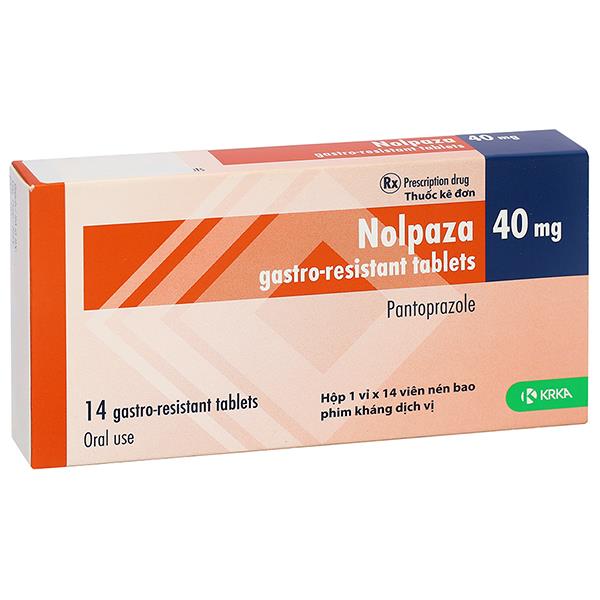 Nolpaza 40 mg
gastro-resistant tablets
Rx Prescription drug
Thuốc kê đơn
Nolpaza 40 mg
gastro-resistant tablets
Pantoprazole
14 gastro-resistant tablets
Oral use
Hộp 1 vỉ x 14 viên nén bao
phim kháng dịch vị
KRKA